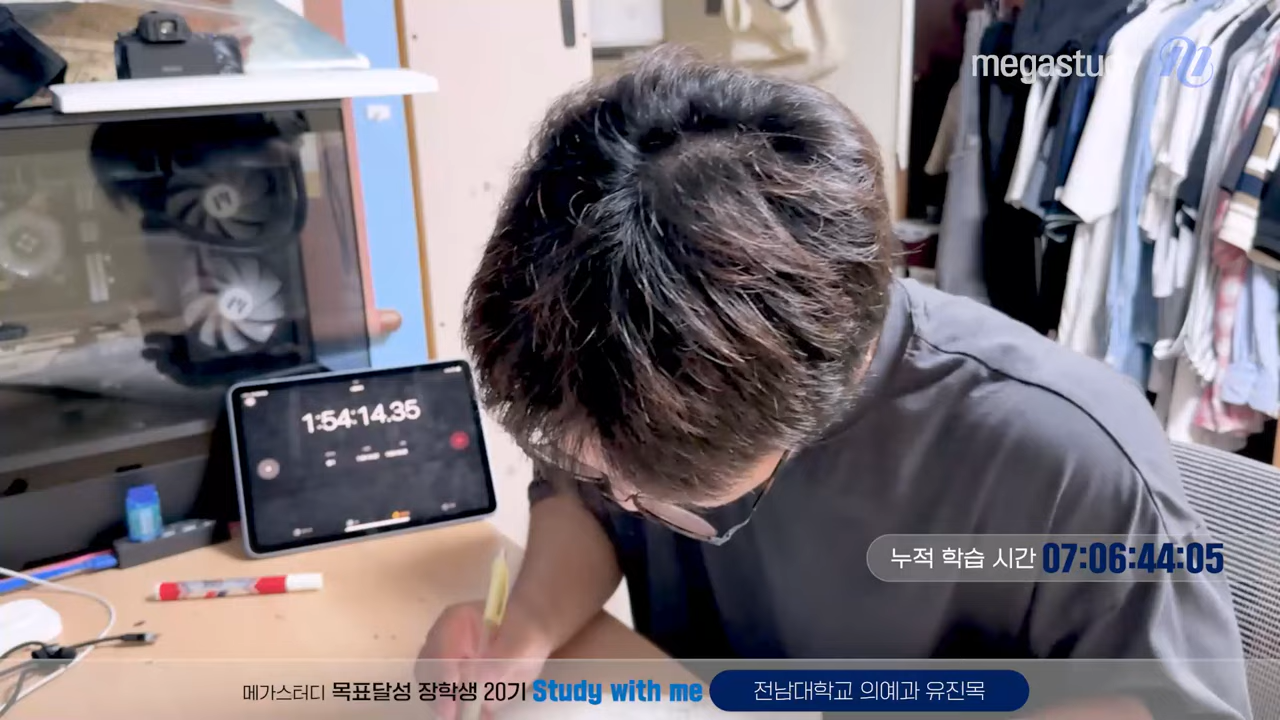 megastu
1:54:14.35
누적 학습 시간 07:06:44:05
메가스터디 목표달성 장학생 20기 Study with me 전남대학교 의예과 유진목